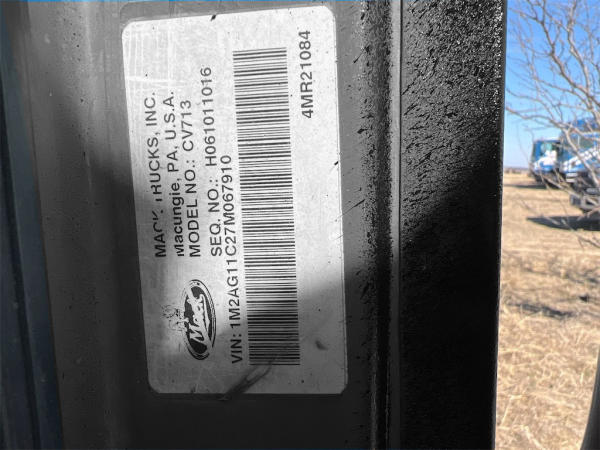 MACK TRUCKS, INC.
Macungie, PA, U.S.A.
MODEL NO.: CV713
SEQ. NO.: H061011016
VIN: 1M2AG11C27M067910
4MR21084
Mack